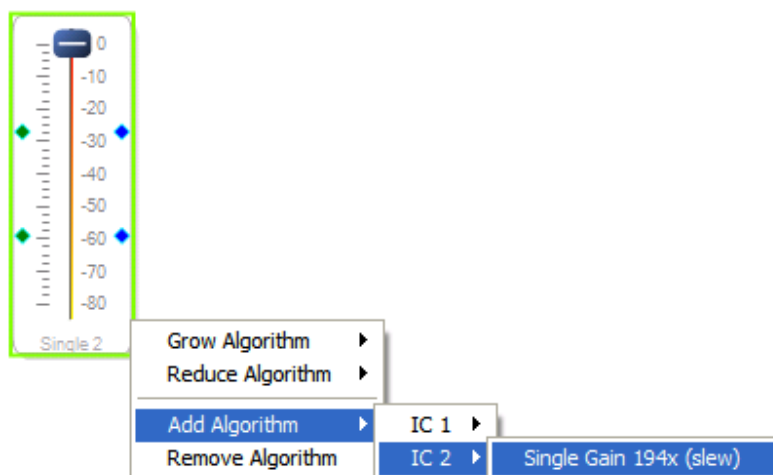 0
-10
-20
-30
-40
-50
-60
-70
-80
Single 2
Grow Algorithm
Reduce Algorithm
Add Algorithm
IC 1
Remove Algorithm
IC 2
Single Gain 194x (slew)